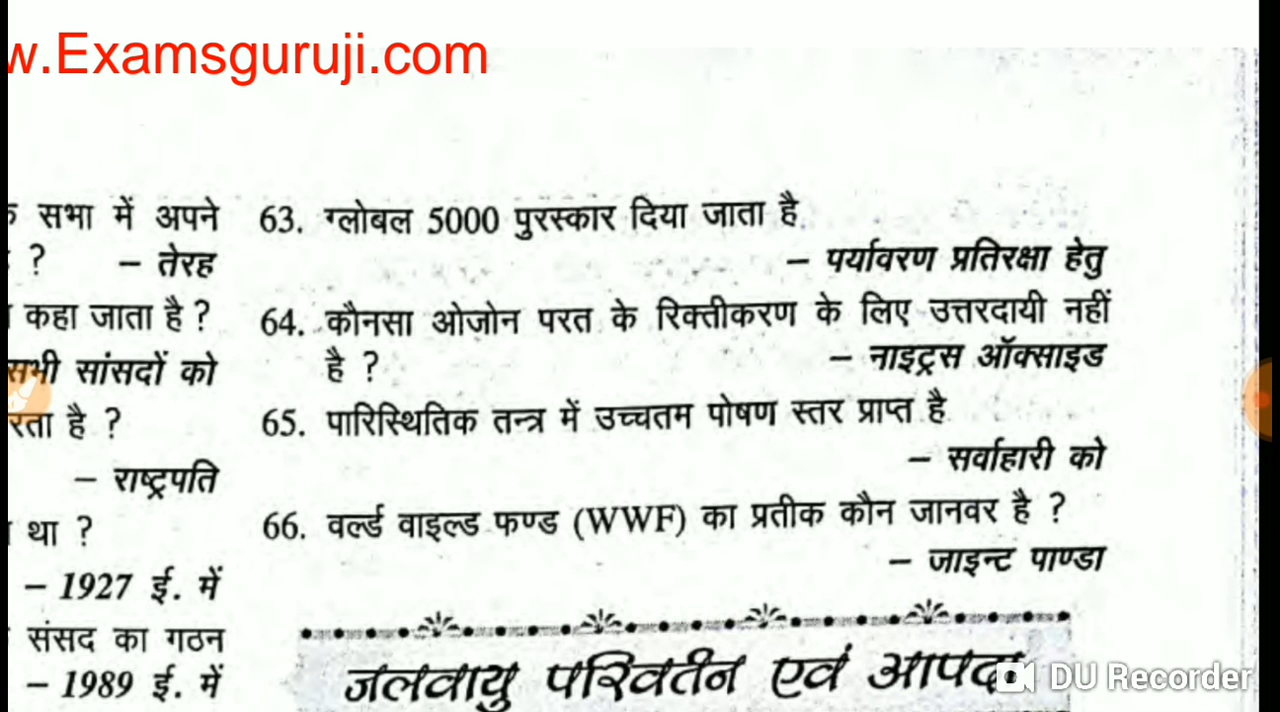 w.Examsguruji.com
सभा में अपने
? – तेरह
कहा जाता है ?
सभी सांसदों को
है ?
– राष्ट्रपति
था ?
– 1927 ई. में
संसद का गठन
– 1989 ई. में
63. ग्लोबल 5000 पुरस्कार दिया जाता है
– पर्यावरण प्रतिरक्षा हेतु
64. कौनसा ओजोन परत के रिक्तीकरण के लिए उत्तरदायी नहीं
है ? – नाइट्रस ऑक्साइड
65. पारिस्थितिक तन्त्र में उच्चतम पोषण स्तर प्राप्त है
– सर्वाहारी को
66. वर्ल्ड वाइल्ड फण्ड (WWF) का प्रतीक कौन जानवर है ?
– जाइन्ट पाण्डा
जलवायु परिवर्तन एवं आपदा
DU Recorder